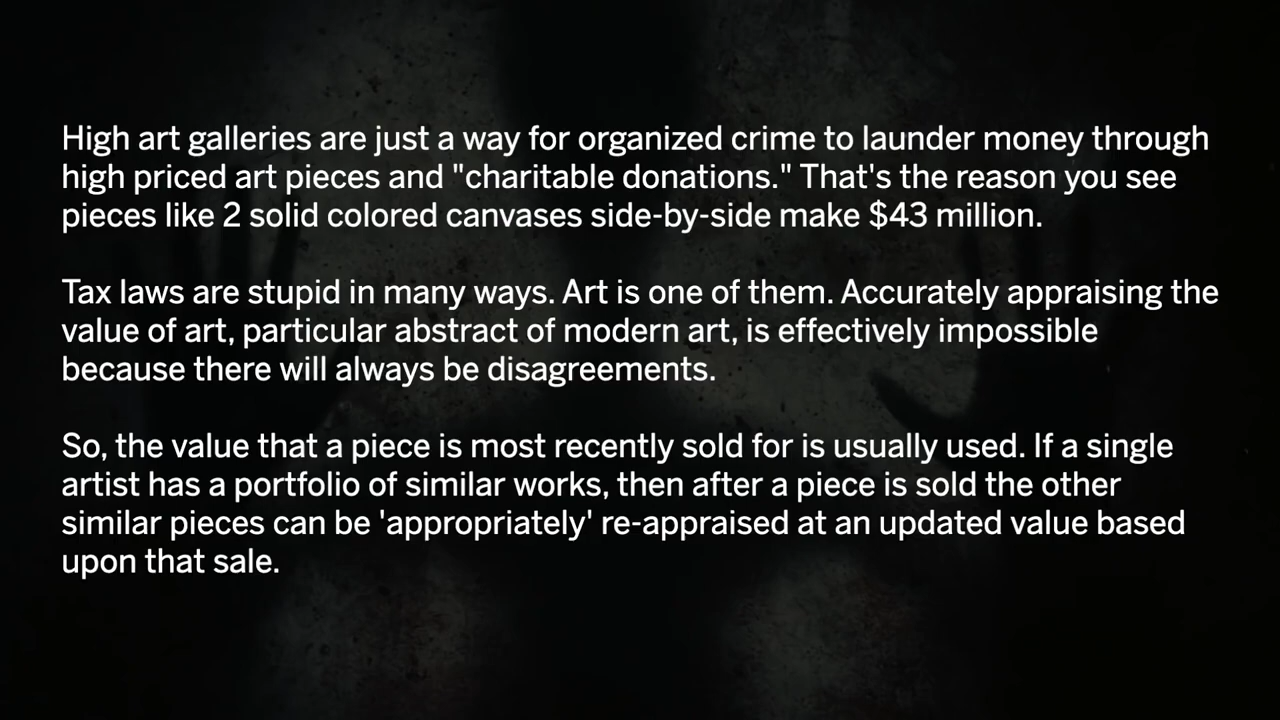 High art galleries are just a way for organized crime to launder money through
high priced art pieces and "charitable donations." That's the reason you see
pieces like 2 solid colored canvases side-by-side make $43 million.
Tax laws are stupid in many ways. Art is one of them. Accurately appraising the
value of art, particular abstract of modern art, is effectively impossible
because there will always be disagreements.
So, the value that a piece is most recently sold for is usually used. If a single
artist has a portfolio of similar works, then after a piece is sold the other
similar pieces can be 'appropriately' re-appraised at an updated value based
upon that sale.